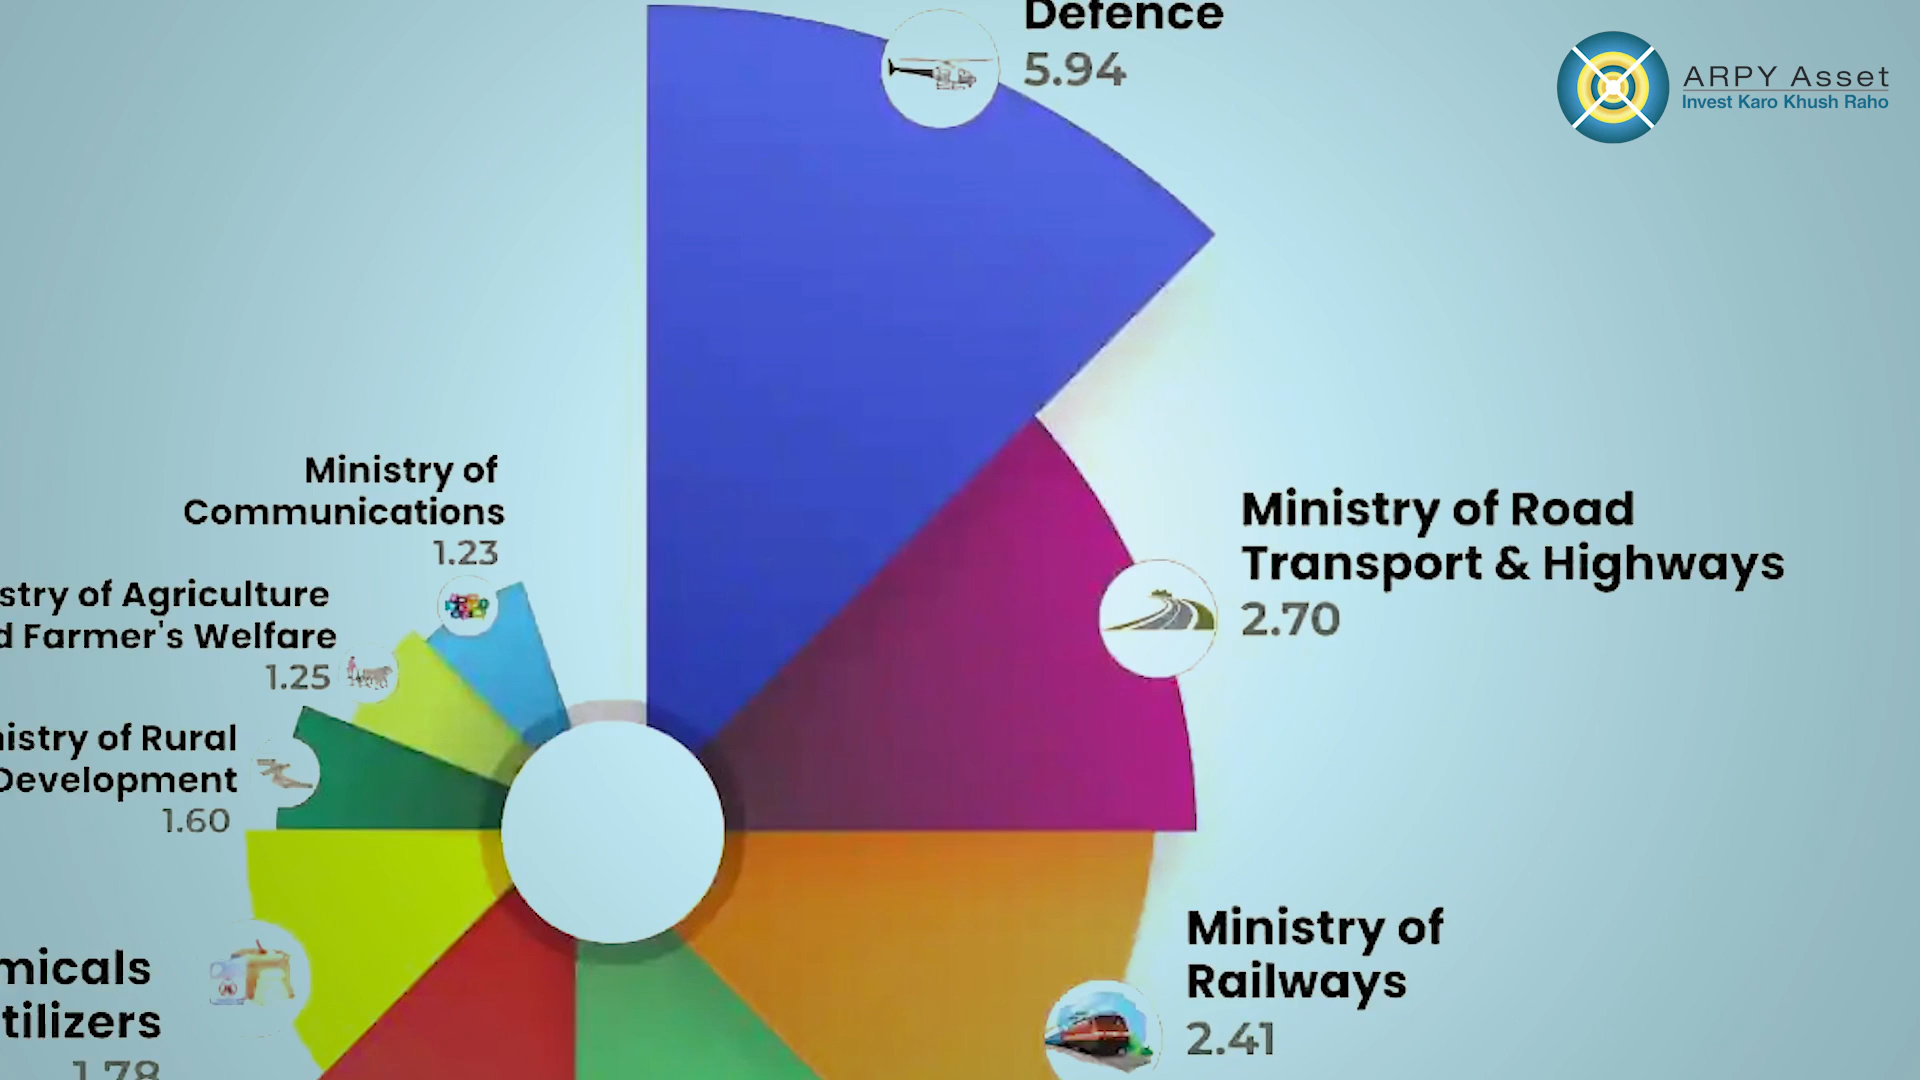 Defence
5.94
ARPY Asset
Invest Karo Khush Raho
Ministry of
Communications
1.23
stry of Agriculture
d Farmer's Welfare
1.25
Ministry of Road
Transport & Highways
2.70
istry of Rural
Development
1.60
Ministry of
Railways
2.41
micals
tilizers
1.78